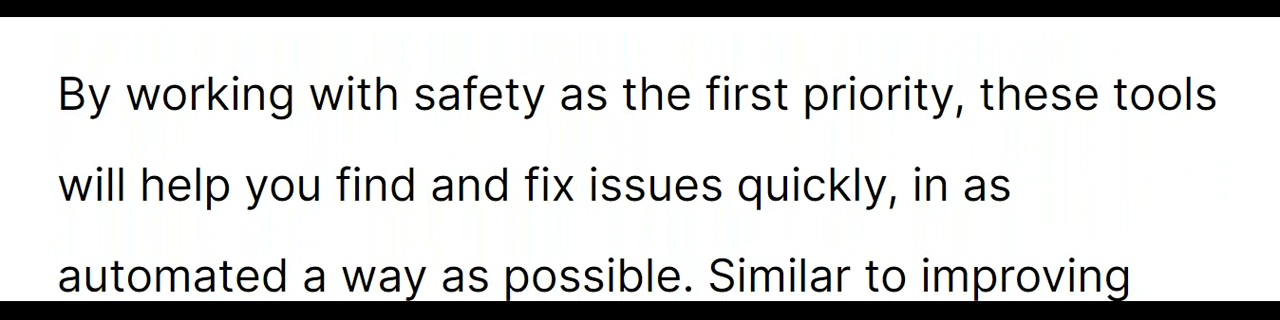 By working with safety as the first priority, these tools
will help you find and fix issues quickly, in as
automated a way as possible. Similar to improving